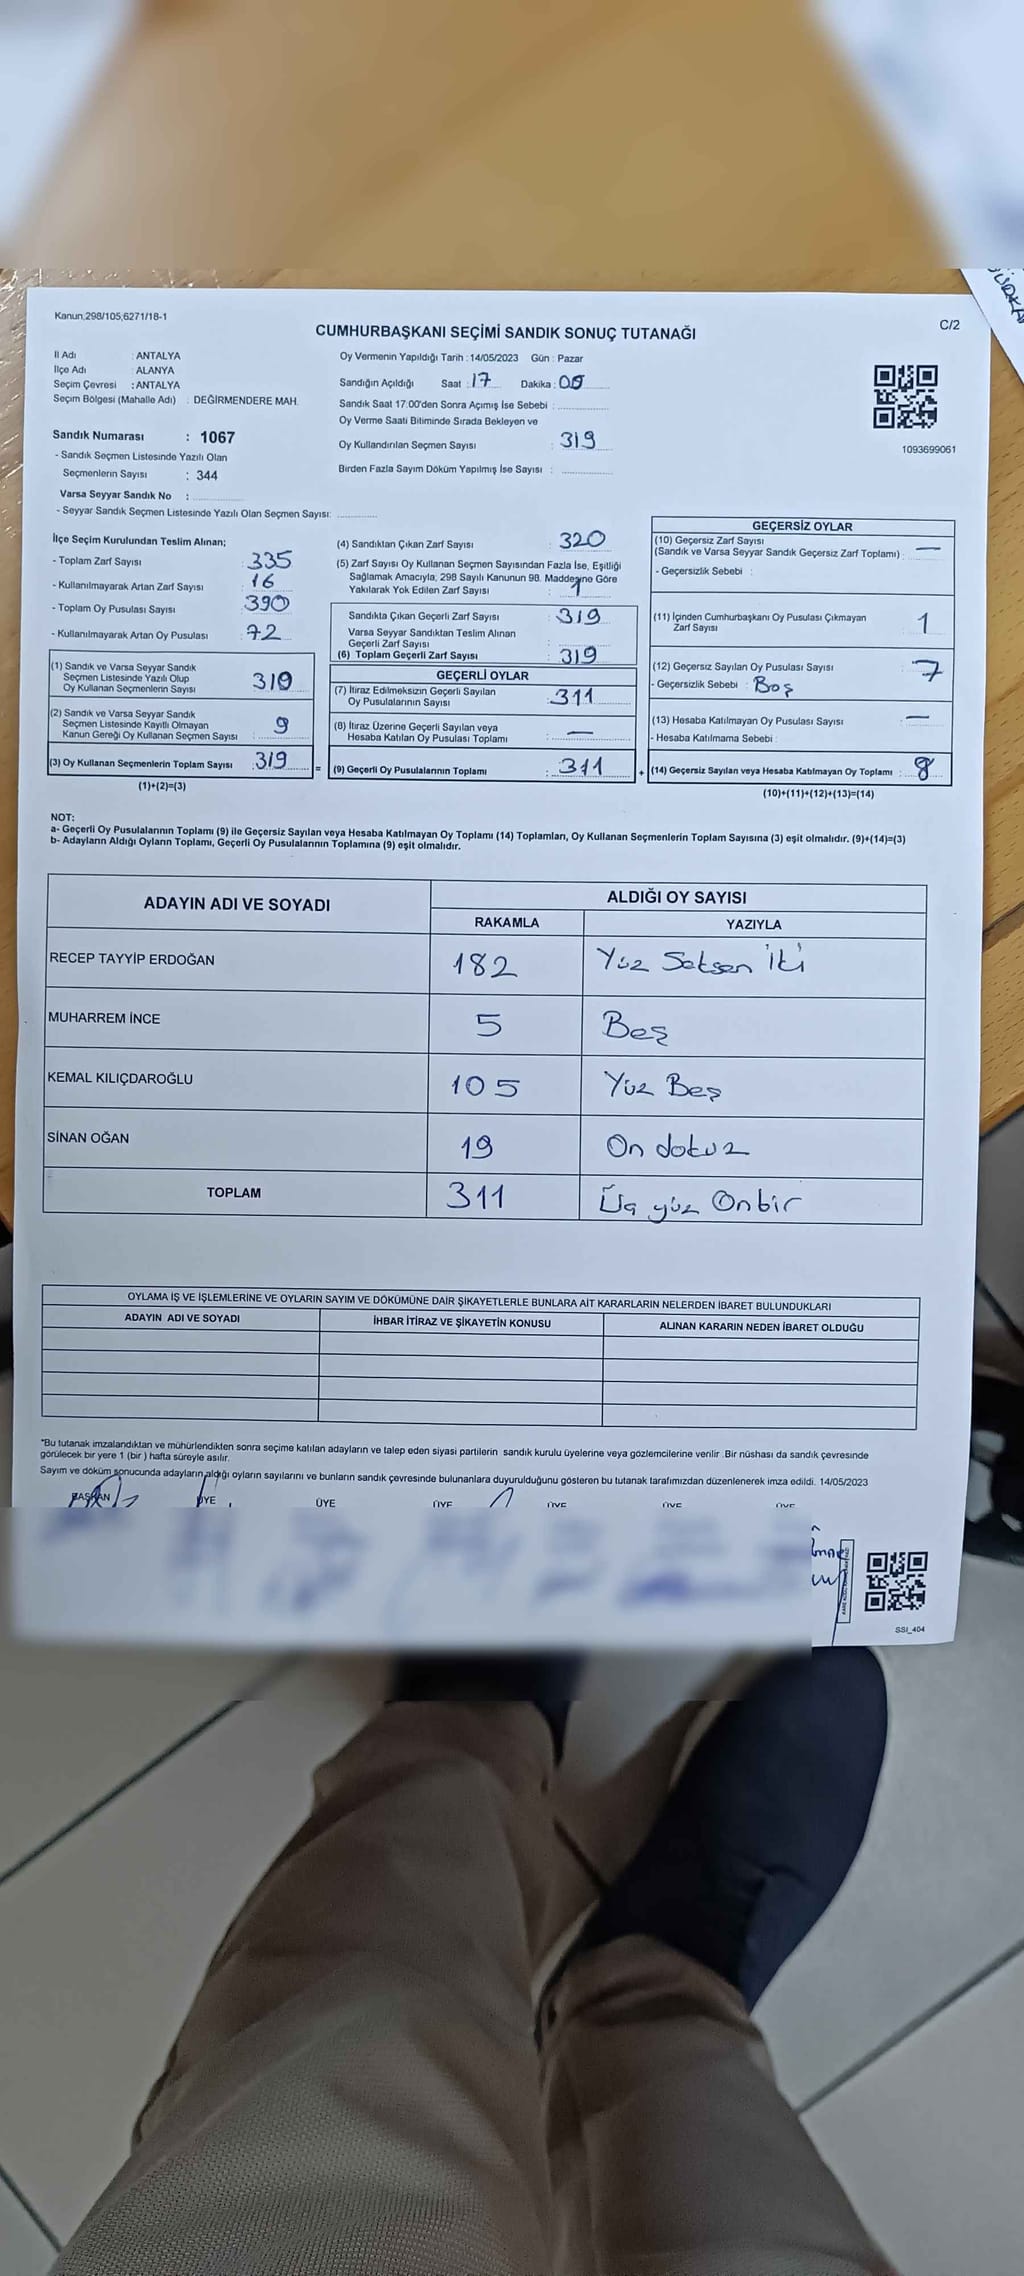 Kanun,298/105,6271/18-1
C/2
CUMHURBAŞKANI SEÇİMİ SANDIK SONUÇ TUTANAĞI
İl Adı : ANTALYA
İlçe Adı : ALANYA
Seçim Çevresi : ANTALYA
Seçim Bölgesi (Mahalle Adı) : DEĞİRMENDERE MAH.
Sandık Numarası : 1067
- Sandık Seçmen Listesinde Yazılı Olan
Seçmenlerin Sayısı : 344
Varsa Seyyar Sandık No :
- Seyyar Sandık Seçmen Listesinde Yazılı Olan Seçmen Sayısı:
Oy Vermenin Yapıldığı Tarih : 14/05/2023 Gün : Pazar
Sandığın Açıldığı Saat : 17 Dakika : 00
Sandık Saat 17:00'den Sonra Açımış İse Sebebi :
Oy Verme Saati Bitiminde Sırada Bekleyen ve
Oy Kullandırılan Seçmen Sayısı : 319
Birden Fazla Sayım Döküm Yapılmış İse Sayısı :
1093699061
İlçe Seçim Kurulundan Teslim Alınan;
- Toplam Zarf Sayısı : 335
- Kullanılmayarak Artan Zarf Sayısı : 16
- Toplam Oy Pusulası Sayısı : 390
- Kullanılmayarak Artan Oy Pusulası : 72
(1) Sandık ve Varsa Seyyar Sandık
Seçmen Listesinde Yazılı Olup
Oy Kullanan Seçmenlerin Sayısı : 310
(2) Sandık ve Varsa Seyyar Sandık
Seçmen Listesinde Kayıtlı Olmayan
Kanun Gereği Oy Kullanan Seçmen Sayısı : 9
(3) Oy Kullanan Seçmenlerin Toplam Sayısı : 319
(1)+(2)=(3)
(4) Sandıktan Çıkan Zarf Sayısı : 320
(5) Zarf Sayısı Oy Kullanan Seçmen Sayısından Fazla İse, Eşitliği
Sağlamak Amacıyla, 298 Sayılı Kanunun 98. Maddesine Göre
Yakılarak Yok Edilen Zarf Sayısı : 1
Sandıkta Çıkan Geçerli Zarf Sayısı : 319
Varsa Seyyar Sandıktan Teslim Alınan
Geçerli Zarf Sayısı :
(6) Toplam Geçerli Zarf Sayısı : 319
GEÇERLİ OYLAR
(7) İtiraz Edilmeksizin Geçerli Sayılan
Oy Pusulalarının Sayısı : 311
(8) İtiraz Üzerine Geçerli Sayılan veya
Hesaba Katılan Oy Pusulası Toplamı : —
= (9) Geçerli Oy Pusulalarının Toplamı : 311
GEÇERSİZ OYLAR
(10) Geçersiz Zarf Sayısı
(Sandık ve Varsa Seyyar Sandık Geçersiz Zarf Toplamı) : —
- Geçersizlik Sebebi :
(11) İçinden Cumhurbaşkanı Oy Pusulası Çıkmayan
Zarf Sayısı : 1
(12) Geçersiz Sayılan Oy Pusulası Sayısı : 7
- Geçersizlik Sebebi : Boş
(13) Hesaba Katılmayan Oy Pusulası Sayısı : —
- Hesaba Katılmama Sebebi :
+ (14) Geçersiz Sayılan veya Hesaba Katılmayan Oy Toplamı : 8
(10)+(11)+(12)+(13)=(14)
NOT:
a- Geçerli Oy Pusulalarının Toplamı (9) ile Geçersiz Sayılan veya Hesaba Katılmayan Oy Toplamı (14) Toplamları, Oy Kullanan Seçmenlerin Toplam Sayısına (3) eşit olmalıdır. (9)+(14)=(3)
b- Adayların Aldığı Oyların Toplamı, Geçerli Oy Pusulalarının Toplamına (9) eşit olmalıdır.
ADAYIN ADI VE SOYADI ALDIĞI OY SAYISI
RAKAMLA YAZIYLA
RECEP TAYYİP ERDOĞAN 182 Yüz Seksen İki
MUHARREM İNCE 5 Beş
KEMAL KILIÇDAROĞLU 105 Yüz Beş
SİNAN OĞAN 19 On dokuz
TOPLAM 311 Üç yüz Onbir
OYLAMA İŞ VE İŞLEMLERİNE VE OYLARIN SAYIM VE DÖKÜMÜNE DAİR ŞİKAYETLERLE BUNLARA AİT KARARLARIN NELERDEN İBARET BULUNDUKLARI
ADAYIN ADI VE SOYADI İHBAR İTİRAZ VE ŞİKAYETİN KONUSU ALINAN KARARIN NEDEN İBARET OLDUĞU
*Bu tutanak imzalandıktan ve mühürlendikten sonra seçime katılan adayların ve talep eden siyasi partilerin sandık kurulu üyelerine veya gözlemcilerine verilir. Bir nüshası da sandık çevresinde
görülecek bir yere 1 (bir ) hafta süreyle asılır.
Sayım ve döküm sonucunda adayların aldığı oyların sayılarını ve bunların sandık çevresinde bulunanlara duyurulduğunu gösteren bu tutanak tarafımızdan düzenlenerek imza edildi. 14/05/2023
BAŞKAN ÜYE ÜYE ÜYE ÜYE ÜYE ÜYE
SSI_404